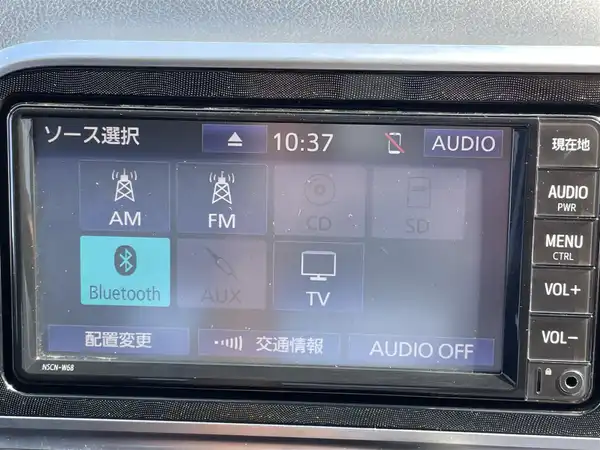 ソース選択
10:37
AUDIO
現在地
AM
FM
CD
SD
AUDIO
PWR
MENU
CTRL
Bluetooth
AUX
TV
VOL+
配置変更
交通情報
AUDIO OFF
VOL−
NSCN-W68